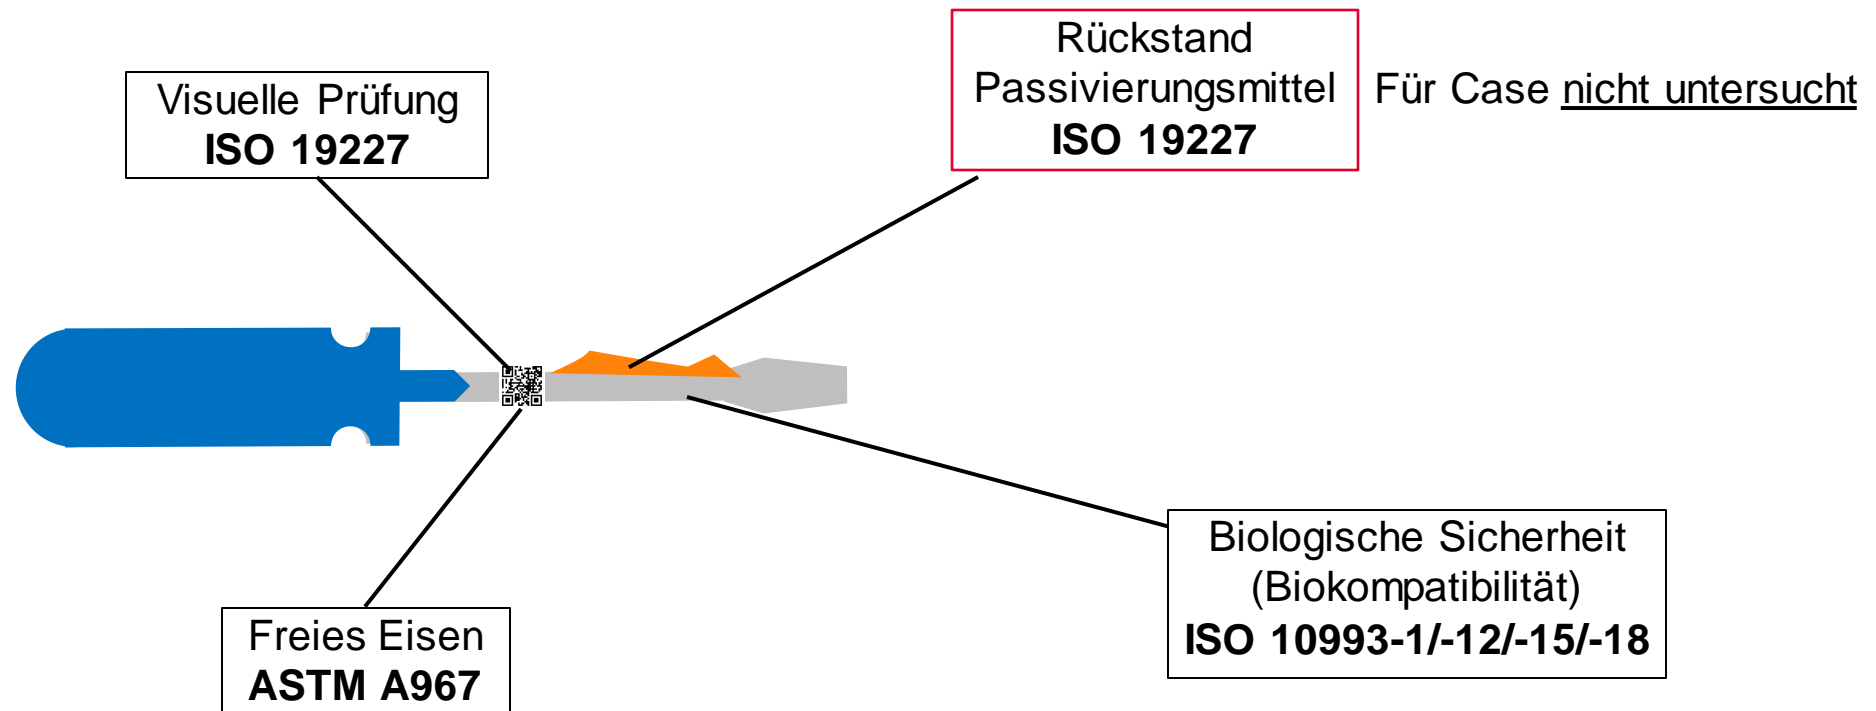 Rückstand
Passivierungsmittel
ISO 19227
Für Case nicht untersucht
Visuelle Prüfung
ISO 19227
Biologische Sicherheit
(Biokompatibilität)
ISO 10993-1/-12/-15/-18
Freies Eisen
ASTM A967